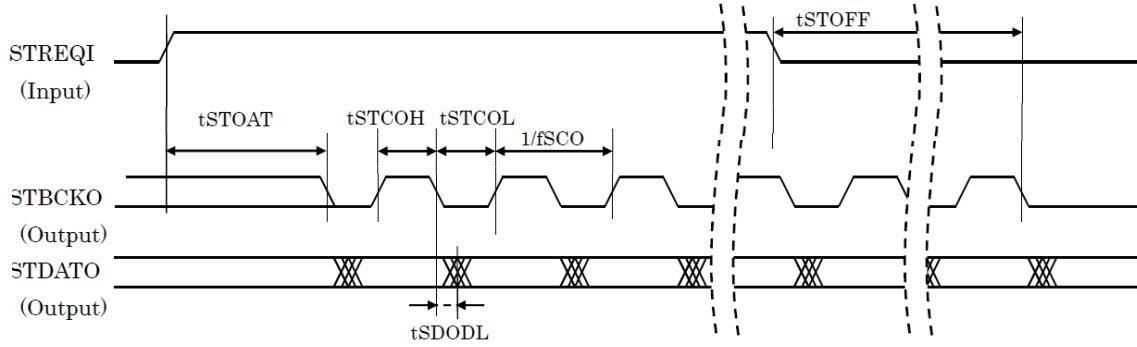 tSTOFF
STREQI
(Input)
tSTOAT
tSTCOH
tSTCOL
1/fSCO
STBCKO
(Output)
STDATO
(Output)
tSDODL